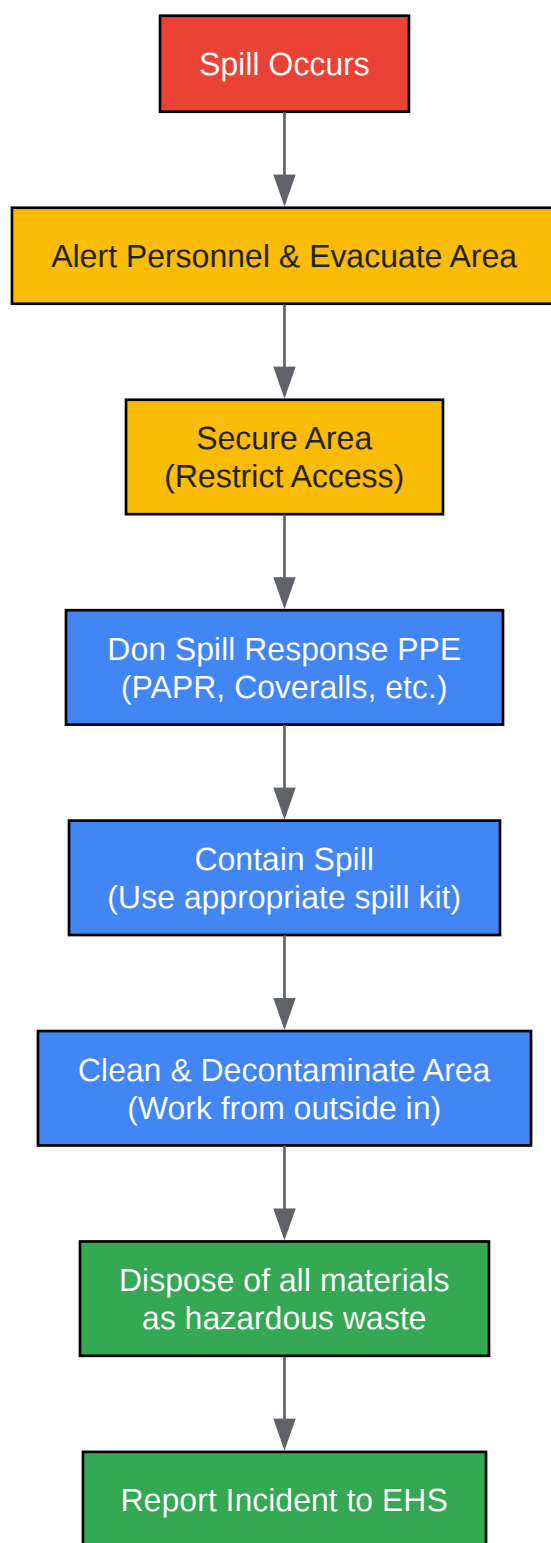 Spill Occurs
Alert Personnel & Evacuate Area
Secure Area
(Restrict Access)
Don Spill Response PPE
(PAPR, Coveralls, etc.)
Contain Spill
(Use appropriate spill kit)
Clean & Decontaminate Area
(Work from outside in)
Dispose of all materials
as hazardous waste
Report Incident to EHS